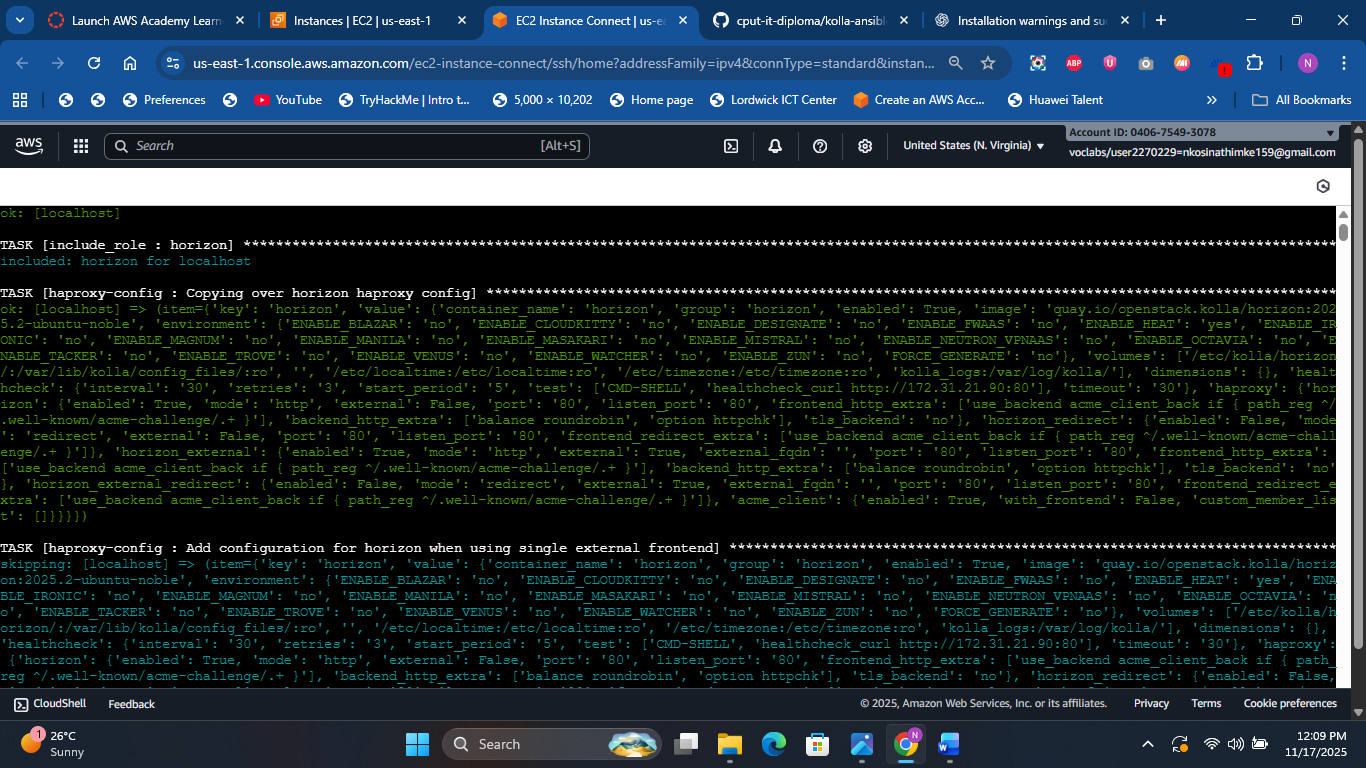 Launch AWS Academy Learn
Instances | EC2 | us-east-1
EC2 Instance Connect | us-ea
cput-it-diploma/kolla-ansible
Installation warnings and su
us-east-1.console.aws.amazon.com/ec2-instance-connect/ssh/home?addressFamily=ipv4&connType=standard&instan...
ABP
N
Preferences
YouTube
TryHackMe | Intro t...
5,000 × 10,202
Home page
Lordwick ICT Center
Create an AWS Acc...
Huawei Talent
»
All Bookmarks
aws
Search
[Alt+S]
United States (N. Virginia)
Account ID: 0406-7549-3078
voclabs/user2270229=nkosinathimke159@gmail.com
ok: [localhost]
TASK [include_role : horizon] ****************************************************************************************************************************************
included: horizon for localhost
TASK [haproxy-config : Copying over horizon haproxy config] **********************************************************************************************************
ok: [localhost] => (item={'key': 'horizon', 'value': {'container_name': 'horizon', 'group': 'horizon', 'enabled': True, 'image': 'quay.io/openstack.kolla/horizon:202
5.2-ubuntu-noble', 'environment': {'ENABLE_BLAZAR': 'no', 'ENABLE_CLOUDKITTY': 'no', 'ENABLE_DESIGNATE': 'no', 'ENABLE_FWAAS': 'no', 'ENABLE_HEAT': 'yes', 'ENABLE_IR
ONIC': 'no', 'ENABLE_MAGNUM': 'no', 'ENABLE_MANILA': 'no', 'ENABLE_MASAKARI': 'no', 'ENABLE_MISTRAL': 'no', 'ENABLE_NEUTRON_VPNAAS': 'no', 'ENABLE_OCTAVIA': 'no', 'E
NABLE_TACKER': 'no', 'ENABLE_TROVE': 'no', 'ENABLE_VENUS': 'no', 'ENABLE_WATCHER': 'no', 'ENABLE_ZUN': 'no', 'FORCE_GENERATE': 'no'}, 'volumes': ['/etc/kolla/horizon
/:/var/lib/kolla/config_files/:ro', '', '/etc/localtime:/etc/localtime:ro', '/etc/timezone:/etc/timezone:ro', 'kolla_logs:/var/log/kolla/'], 'dimensions': {}, 'healt
hcheck': {'interval': '30', 'retries': '3', 'start_period': '5', 'test': ['CMD-SHELL', 'healthcheck_curl http://172.31.21.90:80'], 'timeout': '30'}, 'haproxy': {'hor
izon': {'enabled': True, 'mode': 'http', 'external': False, 'port': '80', 'listen_port': '80', 'frontend_http_extra': ['use_backend acme_client_back if { path_reg ^/
.well-known/acme-challenge/.+ }'], 'backend_http_extra': ['balance roundrobin', 'option httpchk'], 'tls_backend': 'no'}, 'horizon_redirect': {'enabled': False, 'mode
': 'redirect', 'external': False, 'port': '80', 'listen_port': '80', 'frontend_redirect_extra': ['use_backend acme_client_back if { path_reg ^/.well-known/acme-chall
enge/.+ }']}, 'horizon_external': {'enabled': True, 'mode': 'http', 'external': True, 'external_fqdn': '', 'port': '80', 'listen_port': '80', 'frontend_http_extra':
['use_backend acme_client_back if { path_reg ^/.well-known/acme-challenge/.+ }'], 'backend_http_extra': ['balance roundrobin', 'option httpchk'], 'tls_backend': 'no'
}, 'horizon_external_redirect': {'enabled': False, 'mode': 'redirect', 'external': True, 'external_fqdn': '', 'port': '80', 'listen_port': '80', 'frontend_redirect_e
xtra': ['use_backend acme_client_back if { path_reg ^/.well-known/acme-challenge/.+ }']}, 'acme_client': {'enabled': True, 'with_frontend': False, 'custom_member_lis
t': []}}}})
TASK [haproxy-config : Add configuration for horizon when using single external frontend] ****************************************************************************
skipping: [localhost] => (item={'key': 'horizon', 'value': {'container_name': 'horizon', 'group': 'horizon', 'enabled': True, 'image': 'quay.io/openstack.kolla/horiz
on:2025.2-ubuntu-noble', 'environment': {'ENABLE_BLAZAR': 'no', 'ENABLE_CLOUDKITTY': 'no', 'ENABLE_DESIGNATE': 'no', 'ENABLE_FWAAS': 'no', 'ENABLE_HEAT': 'yes', 'ENA
BLE_IRONIC': 'no', 'ENABLE_MAGNUM': 'no', 'ENABLE_MANILA': 'no', 'ENABLE_MASAKARI': 'no', 'ENABLE_MISTRAL': 'no', 'ENABLE_NEUTRON_VPNAAS': 'no', 'ENABLE_OCTAVIA': 'n
o', 'ENABLE_TACKER': 'no', 'ENABLE_TROVE': 'no', 'ENABLE_VENUS': 'no', 'ENABLE_WATCHER': 'no', 'ENABLE_ZUN': 'no', 'FORCE_GENERATE': 'no'}, 'volumes': ['/etc/kolla/h
orizon/:/var/lib/kolla/config_files/:ro', '', '/etc/localtime:/etc/localtime:ro', '/etc/timezone:/etc/timezone:ro', 'kolla_logs:/var/log/kolla/'], 'dimensions': {},
'healthcheck': {'interval': '30', 'retries': '3', 'start_period': '5', 'test': ['CMD-SHELL', 'healthcheck_curl http://172.31.21.90:80'], 'timeout': '30'}, 'haproxy':
{'horizon': {'enabled': True, 'mode': 'http', 'external': False, 'port': '80', 'listen_port': '80', 'frontend_http_extra': ['use_backend acme_client_back if { path_
reg ^/.well-known/acme-challenge/.+ }'], 'backend_http_extra': ['balance roundrobin', 'option httpchk'], 'tls_backend': 'no'}, 'horizon_redirect': {'enabled': False,
CloudShell
Feedback
© 2025, Amazon Web Services, Inc. or its affiliates.
Privacy
Terms
Cookie preferences
1
26°C
Sunny
Search
N
12:09 PM
11/17/2025